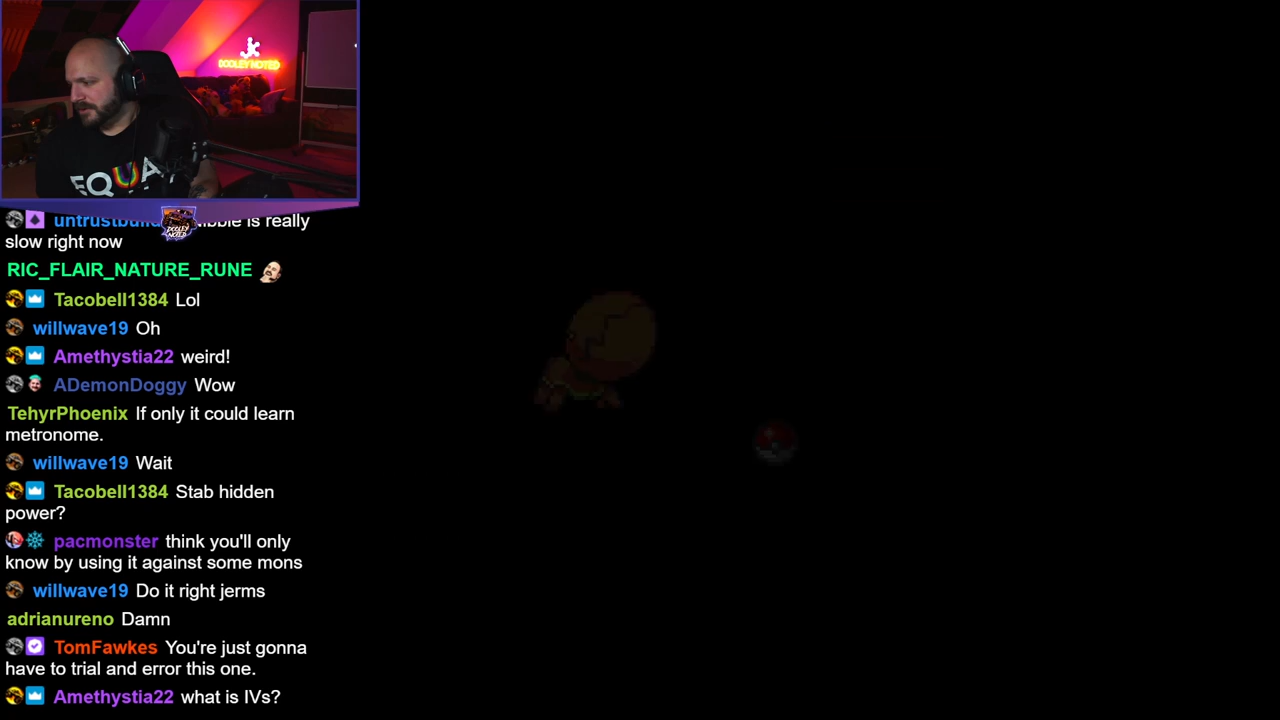 DOOLEY NOTED
EQUA
DOOLEY
NOTED
is really
slow right now
RIC_FLAIR_NATURE_RUNE
Tacobell1384 Lol
willwave19 Oh
Amethystia22 weird!
ADemonDoggy Wow
TehyrPhoenix If only it could learn
metronome.
willwave19 Wait
Tacobell1384 Stab hidden
power?
pacmonster think you'll only
know by using it against some mons
willwave19 Do it right jerms
adrianureno Damn
TomFawkes You're just gonna
have to trial and error this one.
Amethystia22 what is IVs?